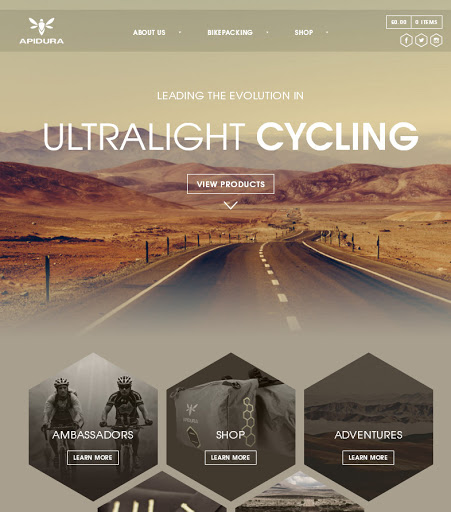 £0.00 0 ITEMS
APIDURA
ABOUT US BIKEPACKING SHOP
LEADING THE EVOLUTION IN
ULTRALIGHT CYCLING
VIEW PRODUCTS
AMBASSADORS SHOP ADVENTURES
LEARN MORE LEARN MORE LEARN MORE